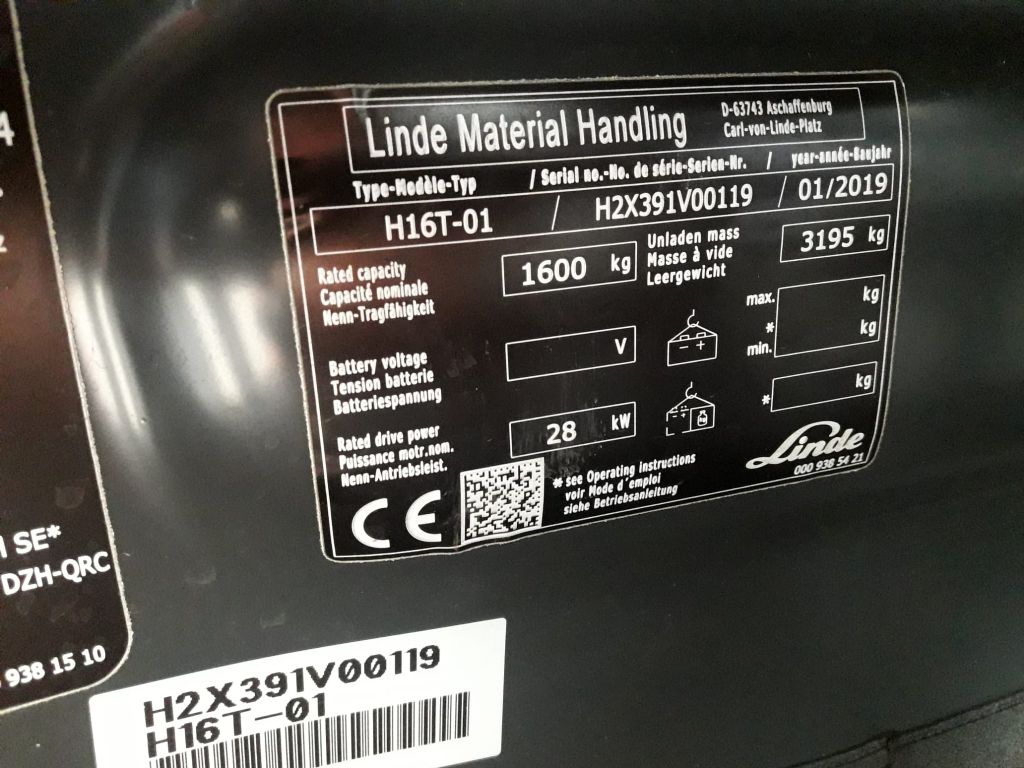 Linde Material Handling
D-63743 Aschaffenburg
Carl-von-Linde-Platz
Type-Modèle-Typ / Serial no.-No. de série-Serien-Nr. / year-année-Baujahr
H16T-01 / H2X391V00119 / 01/2019
Rated capacity
Capacité nominale
Nenn-Tragfähigkeit
1600 kg
Unladen mass
Masse à vide
Leergewicht
3195 kg
Battery voltage
Tension batterie
Batteriespannung
V
max. kg
* kg
min.
* kg
Rated drive power
Puissance motr.nom.
Nenn-Antriebsleist.
28 kW
CE
* see Operating instructions
voir Mode d´emploi
siehe Betriebsanleitung
Linde
000 938 54 21
4
SE*
DZH-QRC
938 15 10
H2X391V00119
H16T-01